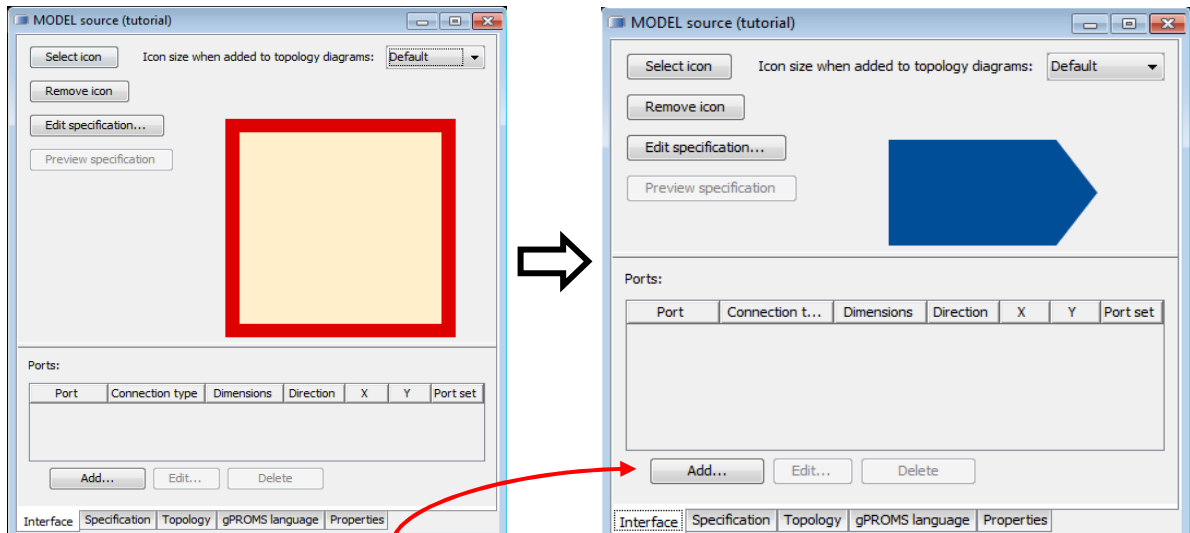 MODEL source (tutorial)
Select icon Icon size when added to topology diagrams: Default
Remove icon
Edit specification...
Preview specification
Ports:
Port Connection type Dimensions Direction X Y Port set
Add... Edit... Delete
Interface Specification Topology gPROMS language Properties
MODEL source (tutorial)
Select icon Icon size when added to topology diagrams: Default
Remove icon
Edit specification...
Preview specification
Ports:
Port Connection t... Dimensions Direction X Y Port set
Add... Edit... Delete
Interface Specification Topology gPROMS language Properties